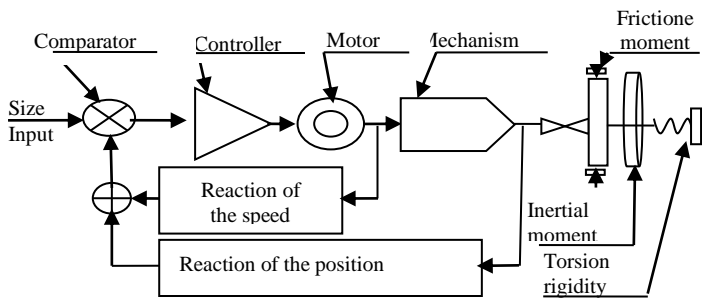 Frictione
moment
Comparator
Controller
Motor
Mechanism
Size
Input
Reaction of
the speed
Inertial
moment
Reaction of the position
Torsion
rigidity